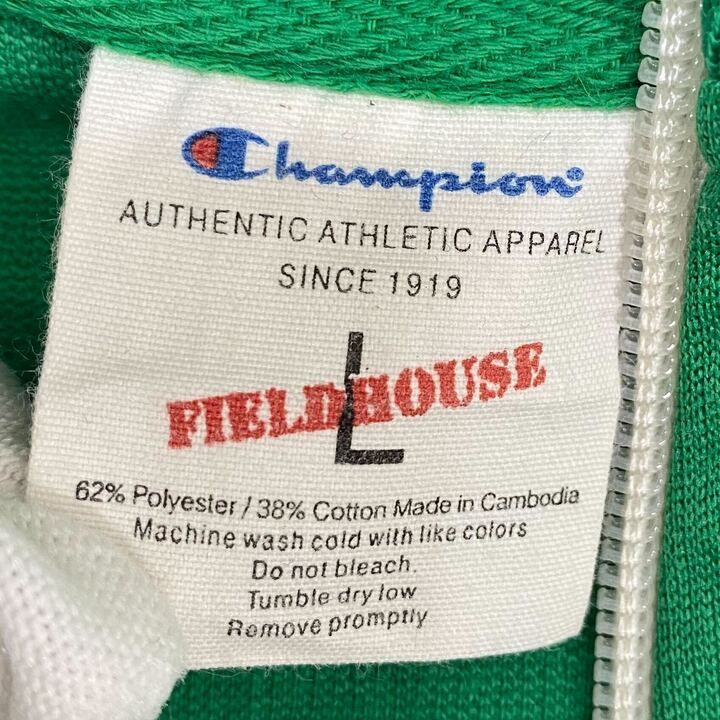 Champion
AUTHENTIC ATHLETIC APPAREL
SINCE 1919
FIELDHOUSE
L
62% Polyester / 38% Cotton Made in Cambodia
Machine wash cold with like colors
Do not bleach.
Tumble dry low
Remove promptly